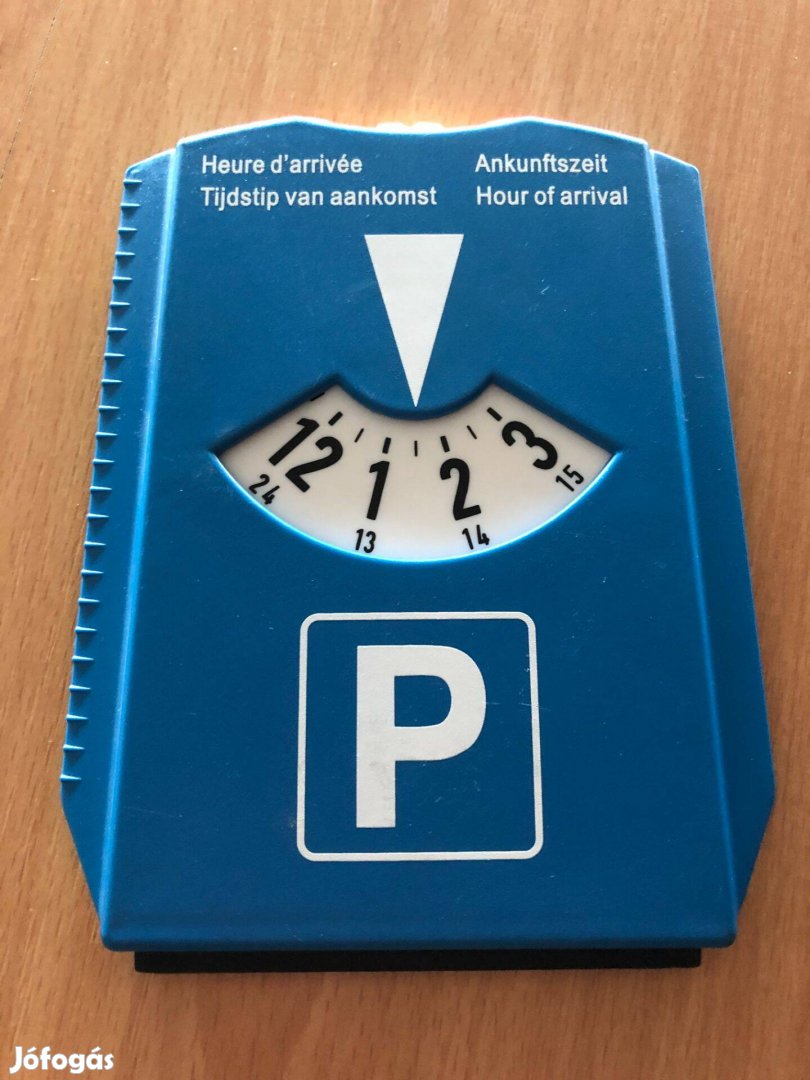 Heure d'arrivée
Tijdstip van aankomst
Ankunftszeit
Hour of arrival
12 1 2 3
24 13 14 15
P
Jófogás